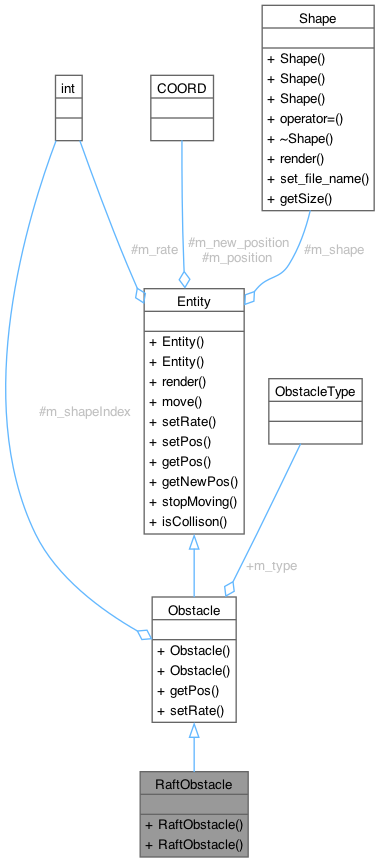 Shape
+ Shape()
+ Shape()
+ Shape()
+ operator=()
+ ~Shape()
+ render()
+ set_file_name()
+ getSize()
int
COORD
#m_rate
#m_new_position
#m_position
#m_shape
Entity
+ Entity()
+ Entity()
+ render()
+ move()
+ setRate()
+ setPos()
+ getPos()
+ getNewPos()
+ stopMoving()
+ isCollison()
ObstacleType
#m_shapeIndex
+m_type
Obstacle
+ Obstacle()
+ Obstacle()
+ getPos()
+ setRate()
RaftObstacle
+ RaftObstacle()
+ RaftObstacle()